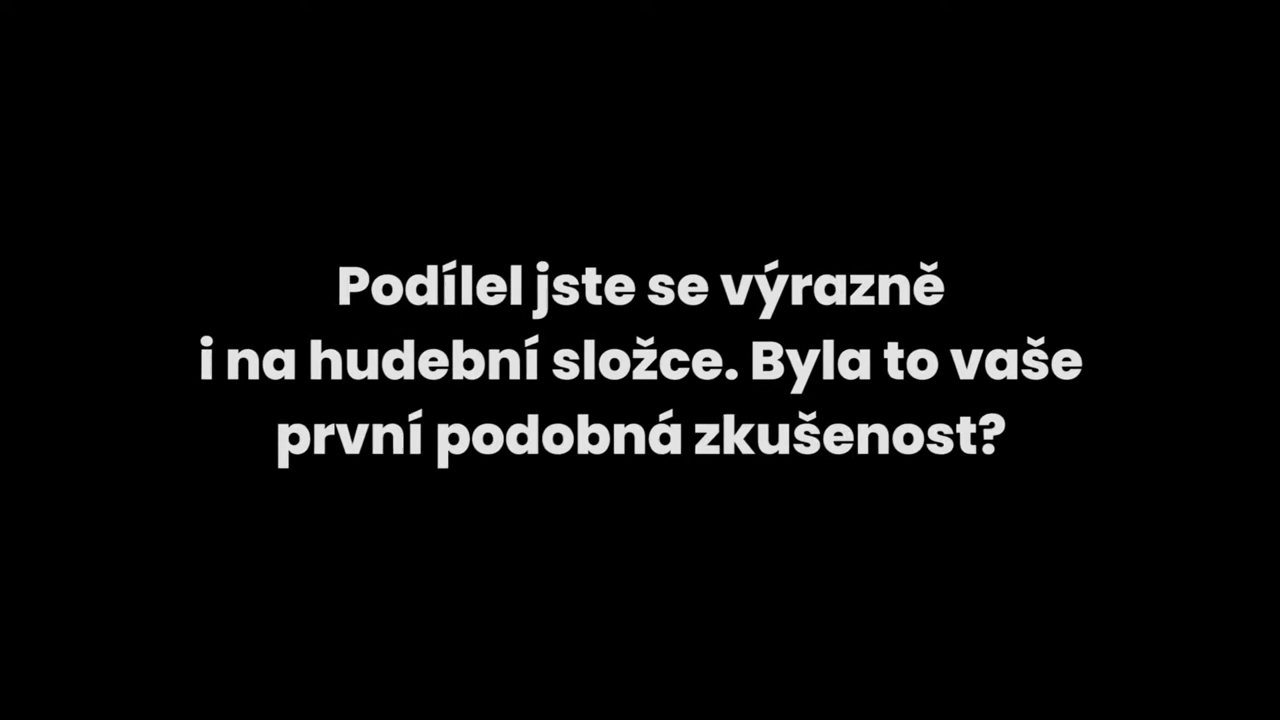 Podílel jste se výrazně
i na hudební složce. Byla to vaše
první podobná zkušenost?